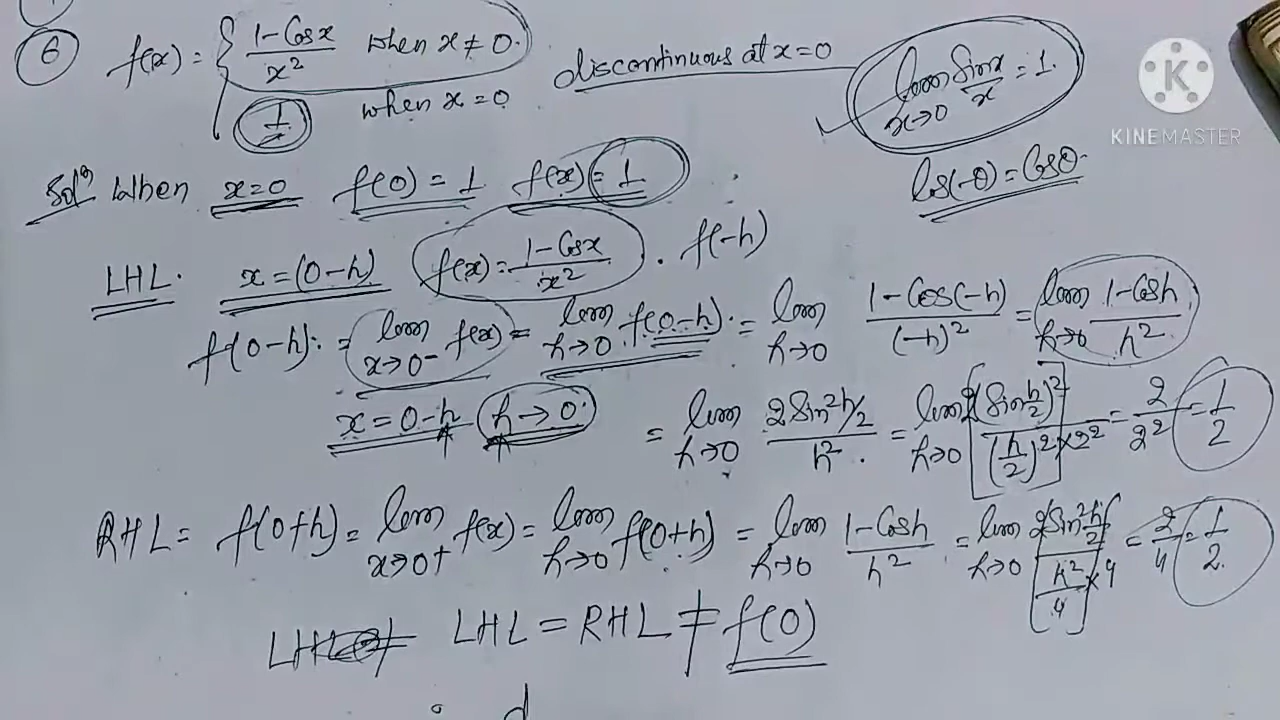 6 f(x) = { (1-Cosx)/x² when x ≠ 0. discontinuous at x=0
1 when x=0
lim x→0 Sinx/x = 1.
KINEMASTER
Cos(-θ) = Cosθ.
Solⁿ When x=0 f(0) = 1 f(x) = 1
LHL. x = (0-h) f(x) = (1-Cosx)/x² . f(-h)
f(0-h). = lim x→0⁻ f(x) = lim h→0 f(0-h). = lim h→0 (1-Cos(-h))/(-h)² = lim h→0 (1-Cosh)/h².
x = 0-h h→0. = lim h→0 (2Sin²h/2)/h². = lim h→0 [2(Sin h/2)²/((h/2)²×2²)] = 2/2² = 1/2
RHL = f(0+h) = lim x→0+ f(x) = lim h→0 f(0+h) = lim h→0 (1-Cosh)/h². = lim h→0 [2(Sin²h/2)/((h²/4)×4)] = 2/4 = 1/2.
LHL = RHL ≠ f(0)